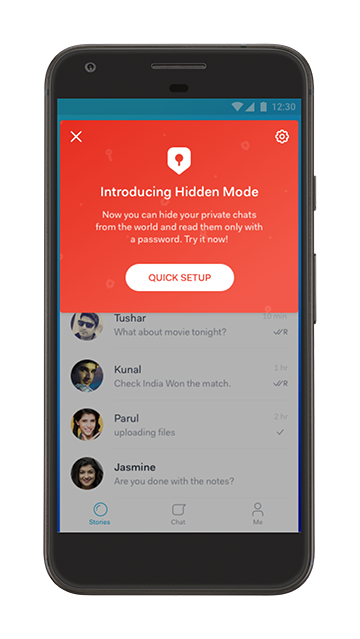 12:30
Introducing Hidden Mode
Now you can hide your private chats
from the world and read them only with
a password. Try it now!
QUICK SETUP
Tushar 10 min
What about movie tonight? R
Kunal 1 hr
Check India Won the match. R
Parul 2 hr
uploading files
Jasmine
Are you done with the notes?
Stories Chat Me